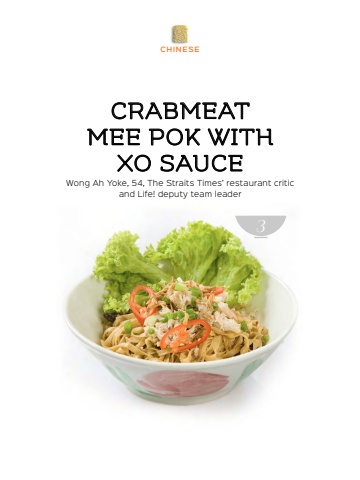 CHINESE
CRABMEAT
MEE POK WITH
XO SAUCE
Wong Ah Yoke, 54, The Straits Times' restaurant critic
and Life! deputy team leader
3